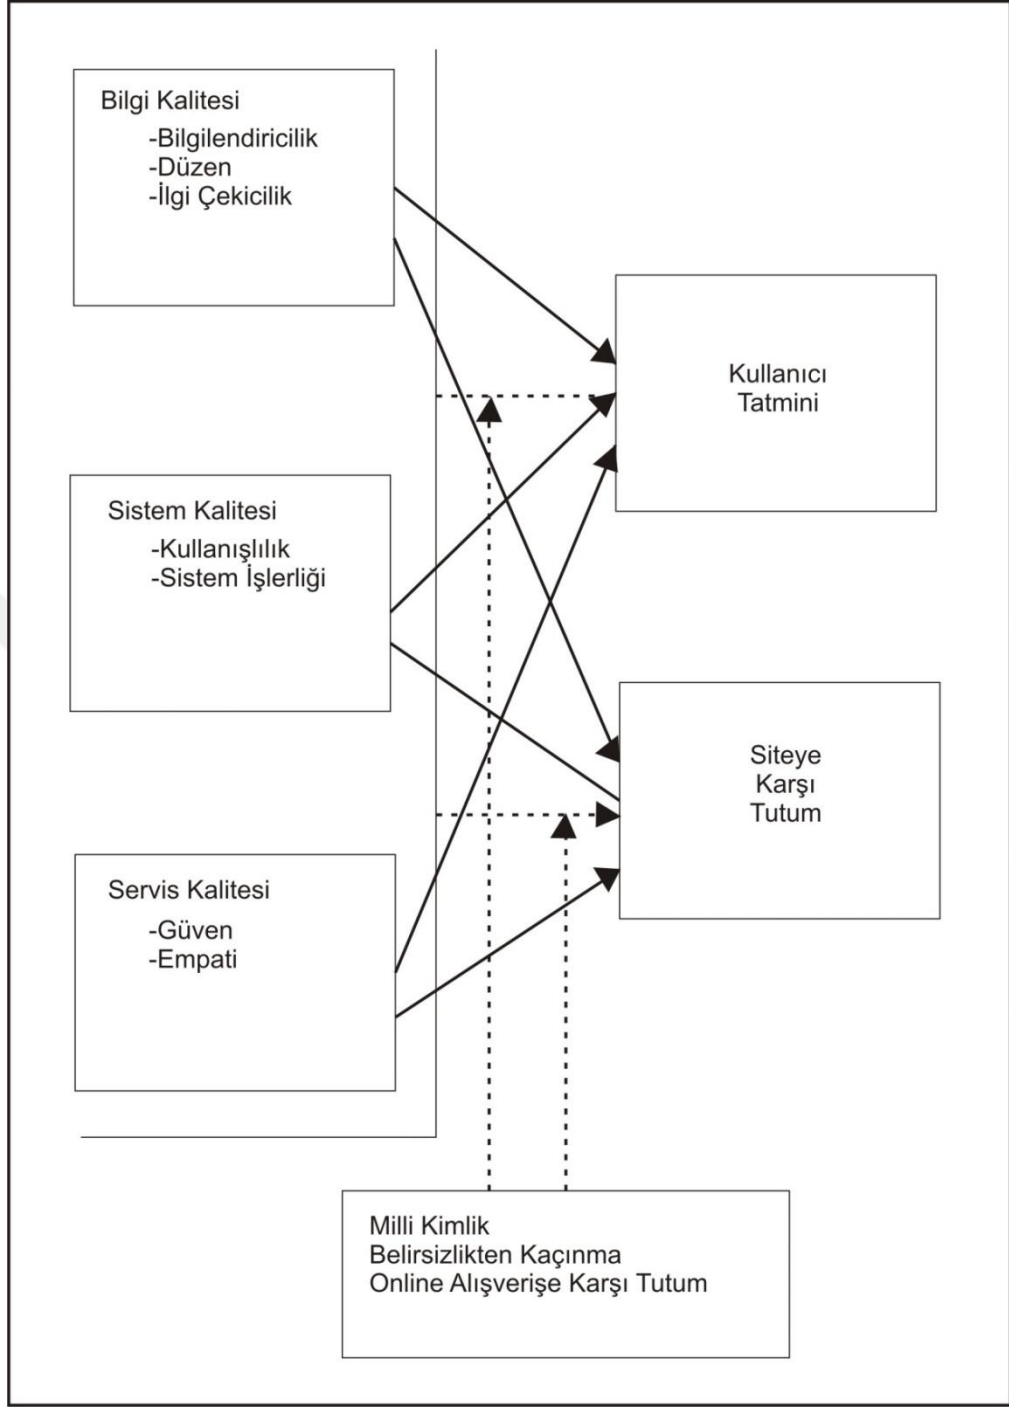 Bilgi Kalitesi
-Bilgilendiricilik
-Düzen
-İlgi Çekicilik
Kullanıcı
Tatmini
Sistem Kalitesi
-Kullanışlılık
-Sistem İşlerliği
Siteye
Karşı
Tutum
Servis Kalitesi
-Güven
-Empati
Milli Kimlik
Belirsizlikten Kaçınma
Online Alışverişe Karşı Tutum